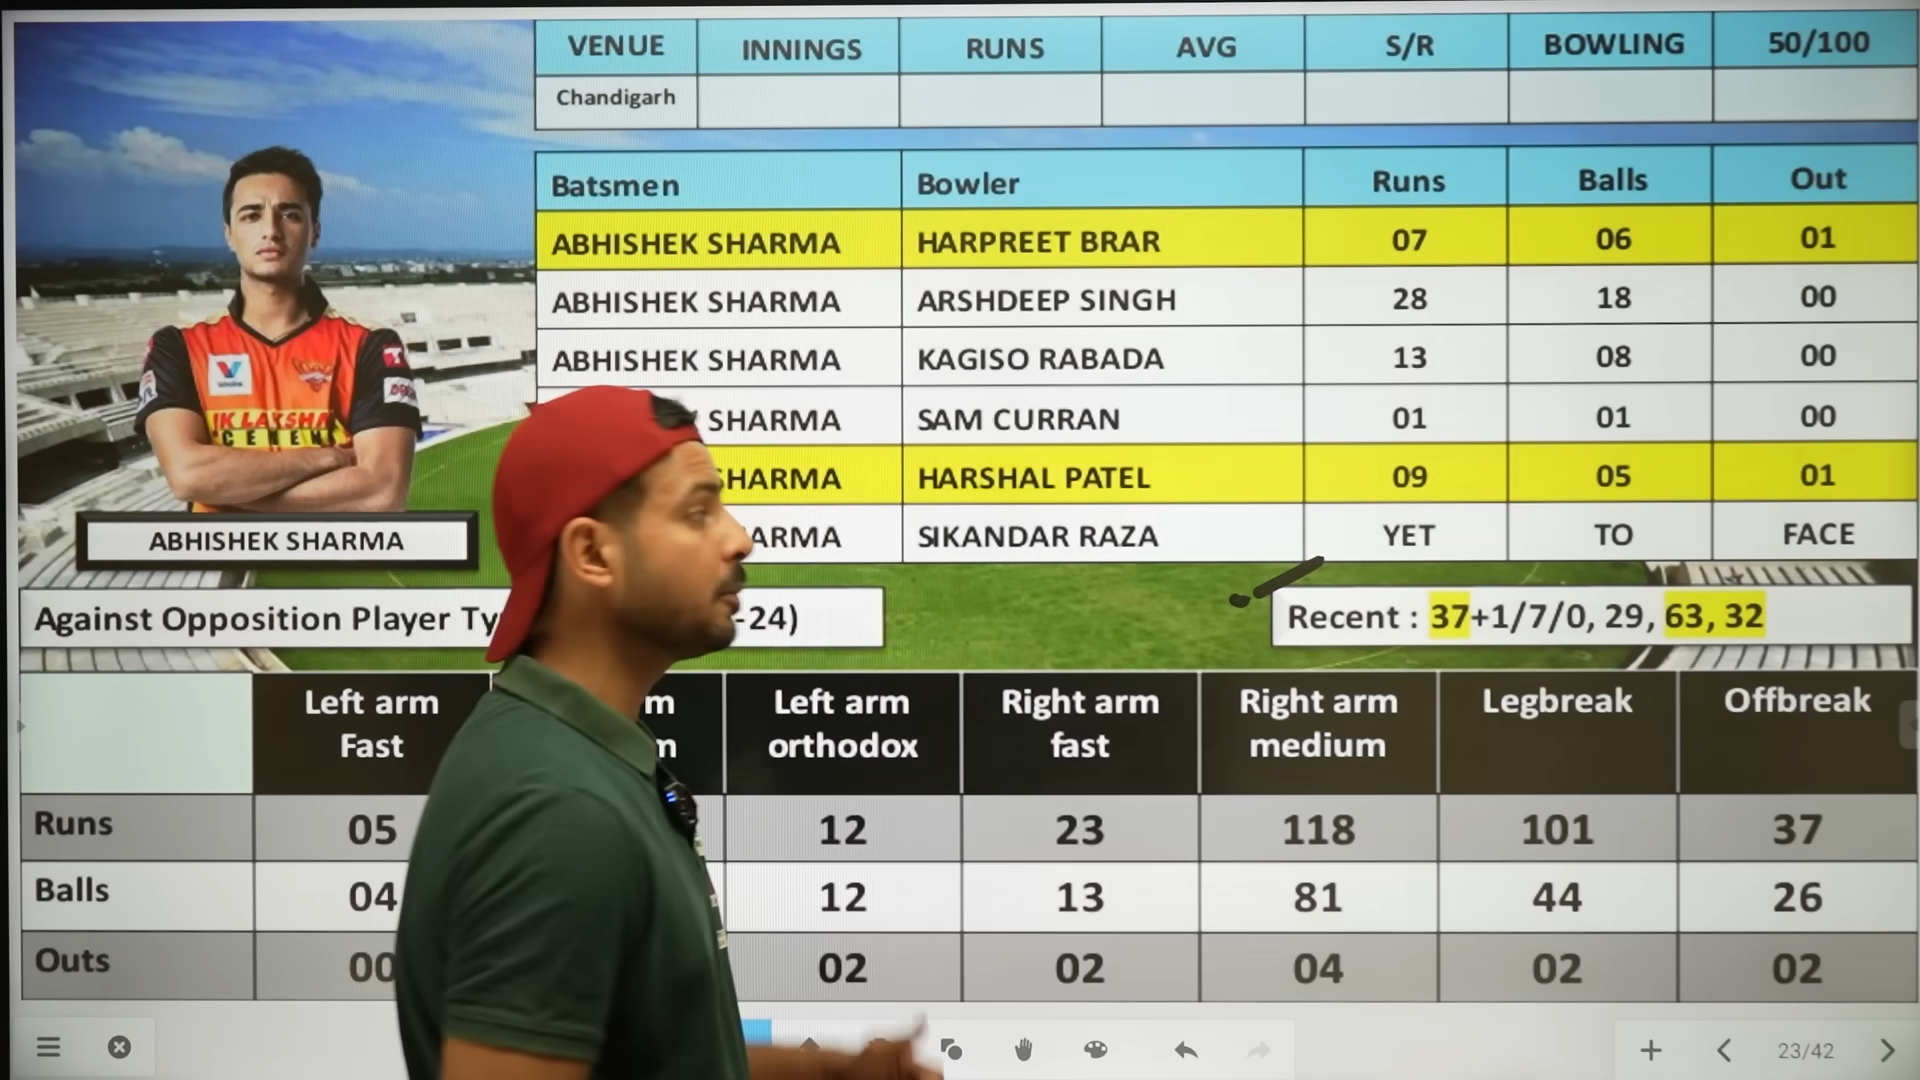 VENUE INNINGS RUNS AVG S/R BOWLING 50/100
Chandigarh
Batsmen Bowler Runs Balls Out
ABHISHEK SHARMA HARPREET BRAR 07 06 01
ABHISHEK SHARMA ARSHDEEP SINGH 28 18 00
ABHISHEK SHARMA KAGISO RABADA 13 08 00
SHARMA SAM CURRAN 01 01 00
SHARMA HARSHAL PATEL 09 05 01
ARMA SIKANDAR RAZA YET TO FACE
JK LAKSHMI
CEMENT
ABHISHEK SHARMA
Against Opposition Player Ty -24)
Recent : 37+1/7/0, 29, 63, 32
Left arm Fast m m Left arm orthodox Right arm fast Right arm medium Legbreak Offbreak
Runs 05 12 23 118 101 37
Balls 04 12 13 81 44 26
Outs 00 02 02 04 02 02
23/42